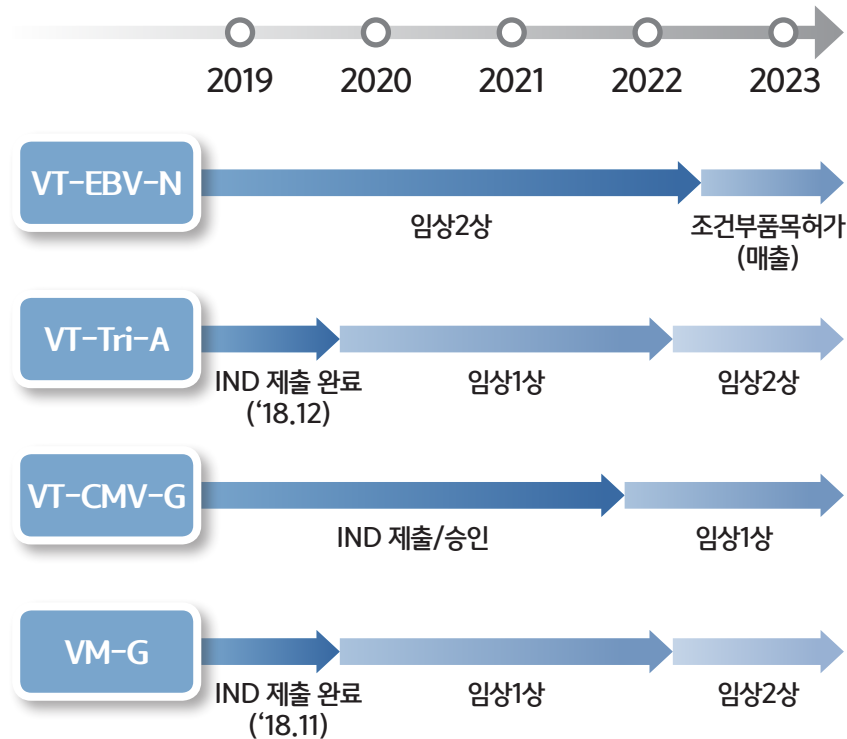 2019 2020 2021 2022 2023
VT-EBV-N
임상2상
조건부품목허가
(매출)
VT-Tri-A
IND 제출 완료
(‘18.12)
임상1상
임상2상
VT-CMV-G
IND 제출/승인
임상1상
VM-G
IND 제출 완료
(‘18.11)
임상1상
임상2상